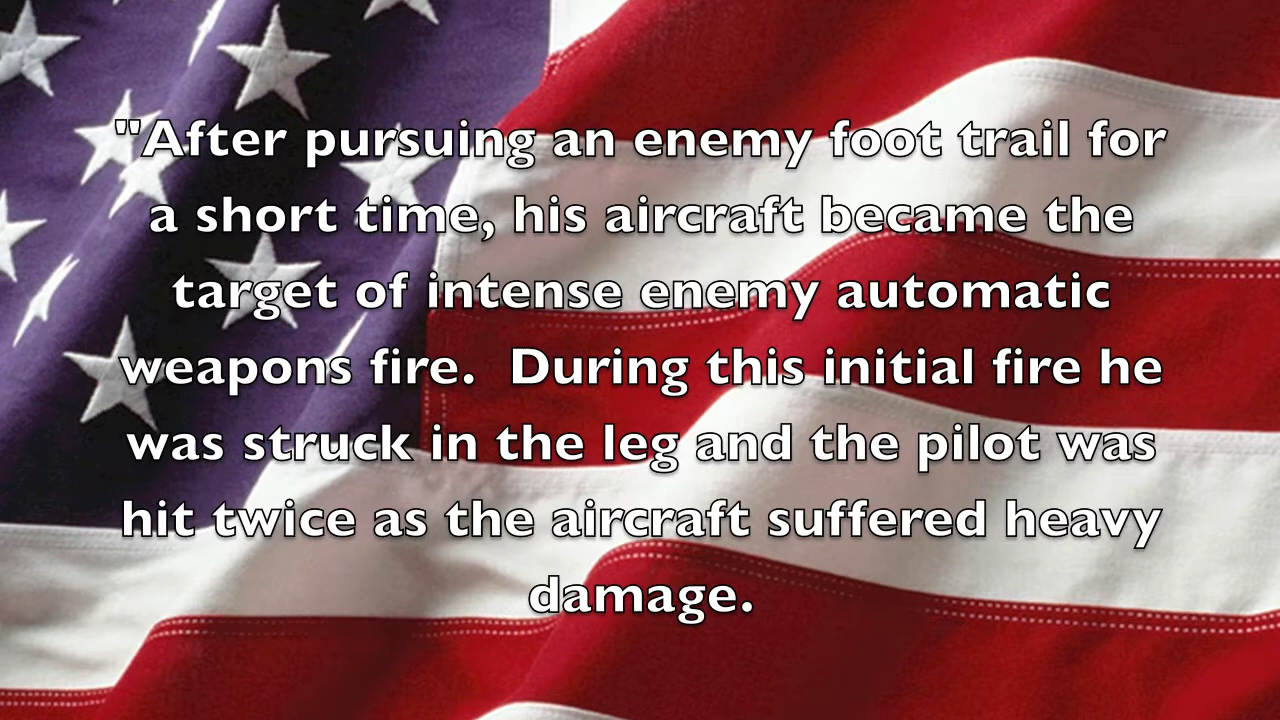 "After pursuing an enemy foot trail for
a short time, his aircraft became the
target of intense enemy automatic
weapons fire.  During this initial fire he
was struck in the leg and the pilot was
hit twice as the aircraft suffered heavy
damage.